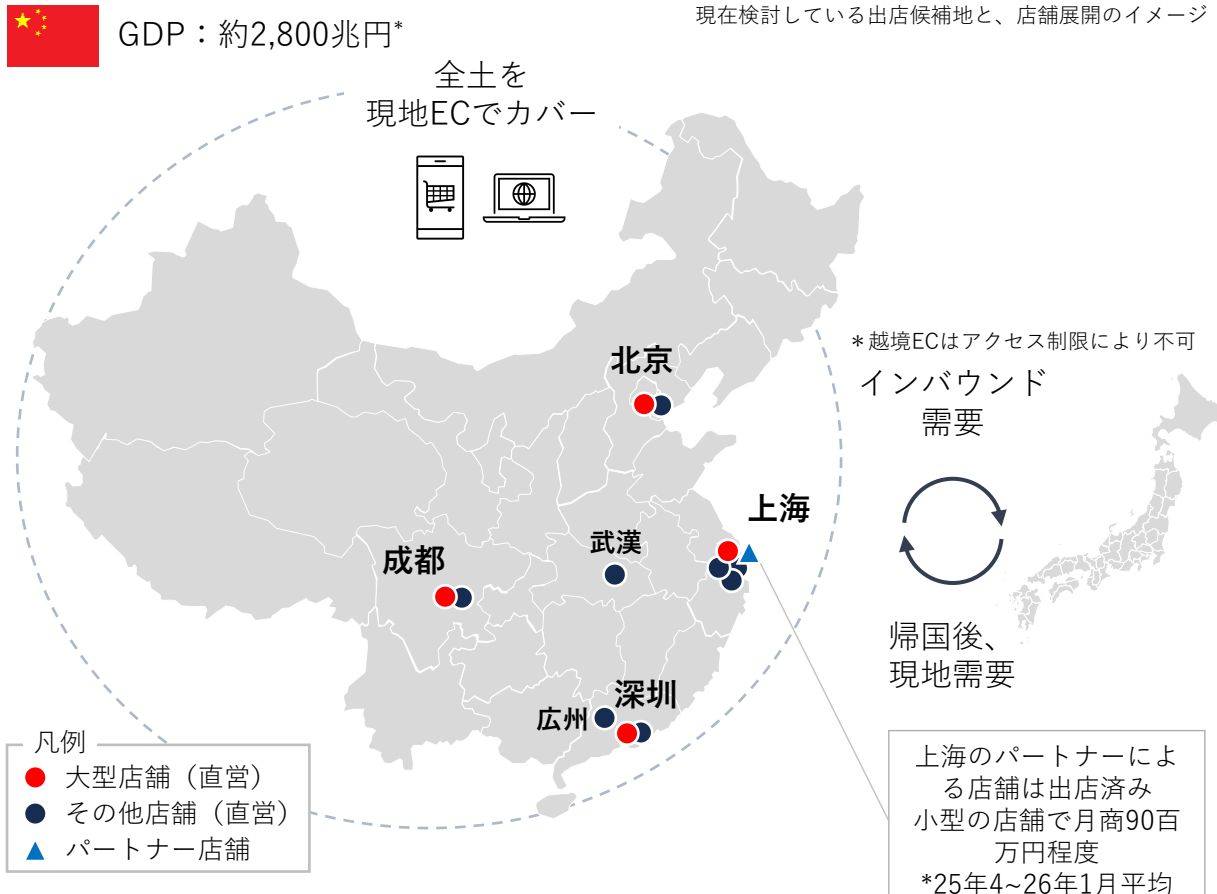 GDP：約2,800兆円*
現在検討している出店候補地と、店舗展開のイメージ
全土を
現地ECでカバー
＊越境ECはアクセス制限により不可
インバウンド
需要
北京
上海
武漢
成都
深圳
広州
帰国後、
現地需要
凡例
大型店舗（直営）
その他店舗（直営）
パートナー店舗
上海のパートナーによ
る店舗は出店済み
小型の店舗で月商90百
万円程度
*25年4~26年1月平均